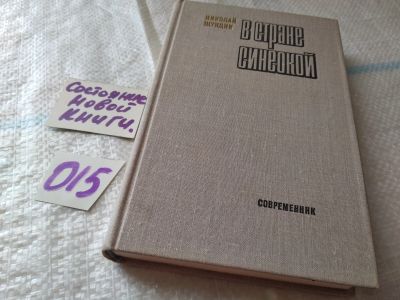 НИКОЛАЙ
ШУНДИК
В СТРАНЕ
СИНЕОКОЙ
СОВРЕМЕННИК
Состояние
новой
книги.
015